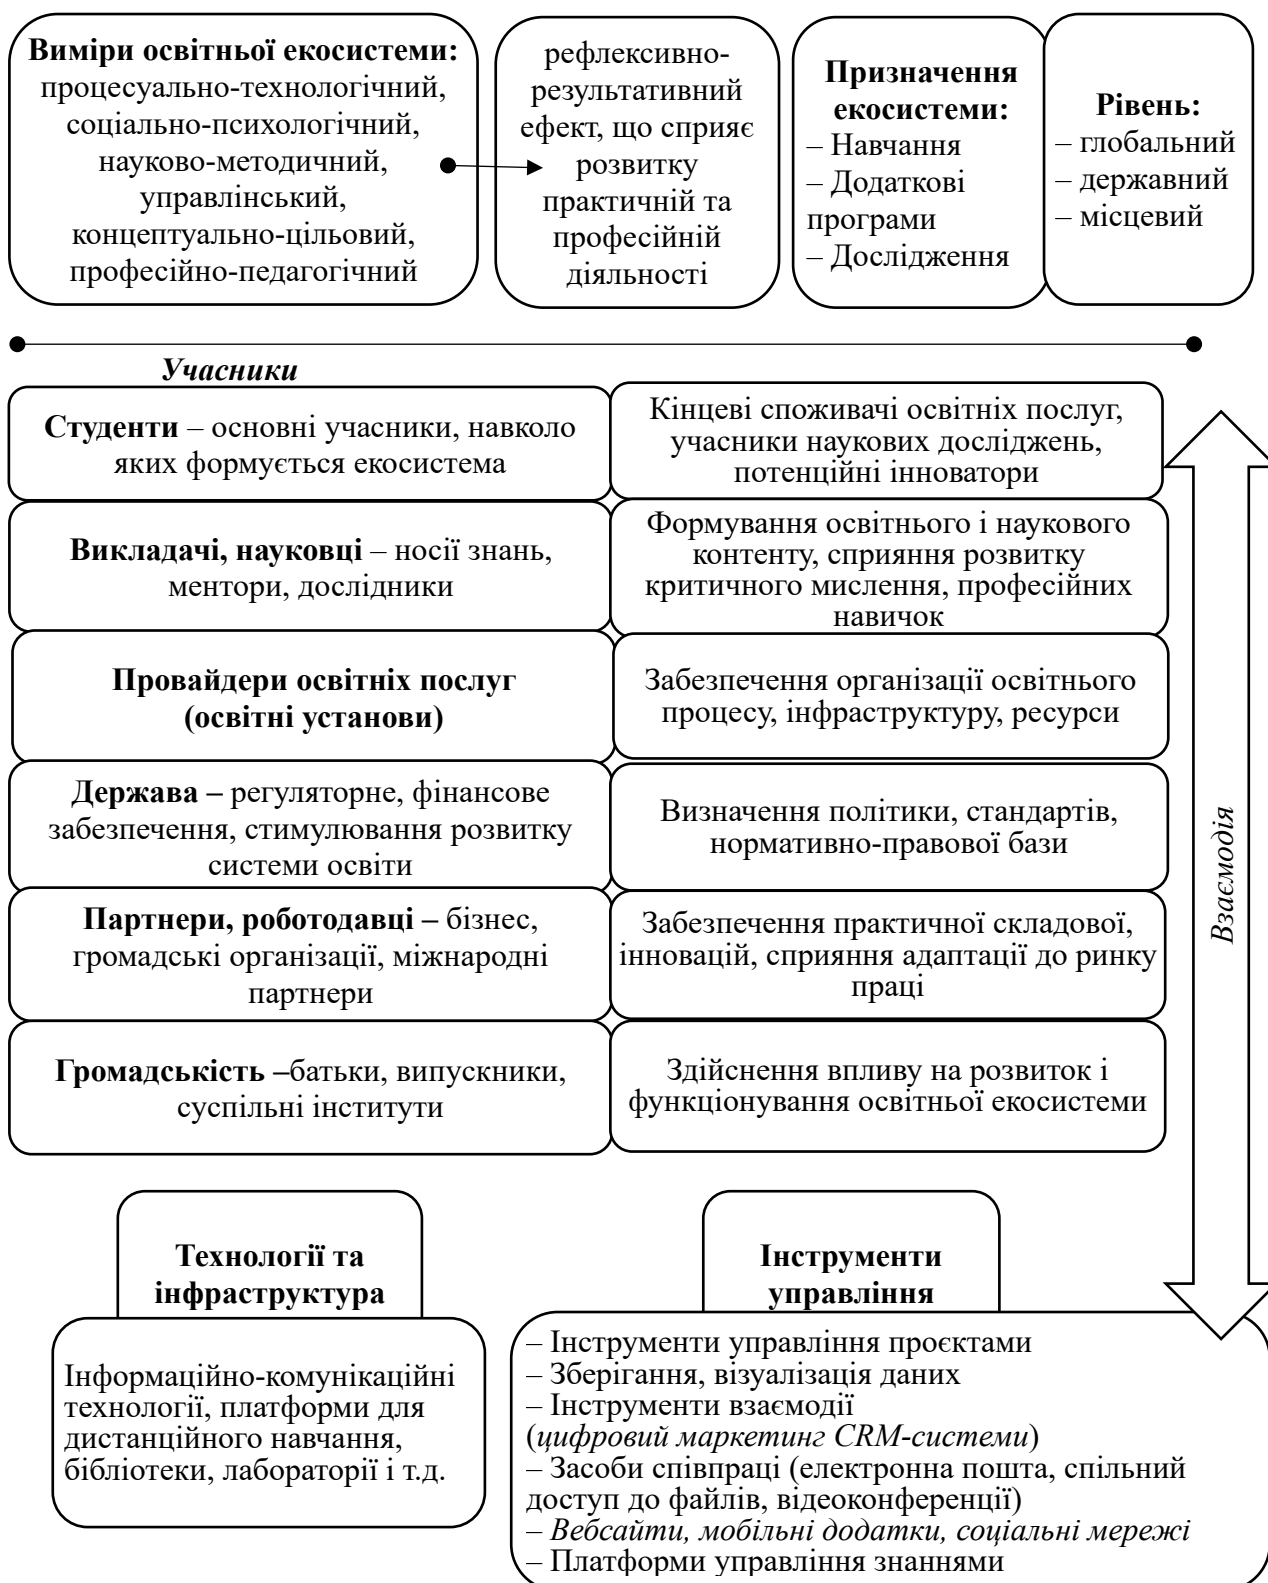 Виміри освітньої екосистеми:
процесуально-технологічний,
соціально-психологічний,
науково-методичний,
управлінський,
концептуально-цільовий,
професійно-педагогічний
рефлексивно-
результативний
ефект, що сприяє
розвитку
практичній та
професійній
діяльності
Призначення
екосистеми:
– Навчання
– Додаткові
програми
– Дослідження
Рівень:
– глобальний
– державний
– місцевий
Учасники
Студенти – основні учасники, навколо
яких формується екосистема
Кінцеві споживачі освітніх послуг,
учасники наукових досліджень,
потенційні інноватори
Викладачі, науковці – носії знань,
ментори, дослідники
Формування освітнього і наукового
контенту, сприяння розвитку
критичного мислення, професійних
навичок
Провайдери освітніх послуг
(освітні установи)
Забезпечення організації освітнього
процесу, інфраструктуру, ресурси
Держава – регуляторне, фінансове
забезпечення, стимулювання розвитку
системи освіти
Визначення політики, стандартів,
нормативно-правової бази
Партнери, роботодавці – бізнес,
громадські організації, міжнародні
партнери
Забезпечення практичної складової,
інновацій, сприяння адаптації до ринку
праці
Громадськість –батьки, випускники,
суспільні інститути
Здійснення впливу на розвиток і
функціонування освітньої екосистеми
Взаємодія
Технології та
інфраструктура
Інформаційно-комунікаційні
технології, платформи для
дистанційного навчання,
бібліотеки, лабораторії і т.д.
Інструменти
управління
– Інструменти управління проєктами
– Зберігання, візуалізація даних
– Інструменти взаємодії
(цифровий маркетинг CRM-системи)
– Засоби співпраці (електронна пошта, спільний
доступ до файлів, відеоконференції)
– Вебсайти, мобільні додатки, соціальні мережі
– Платформи управління знаннями